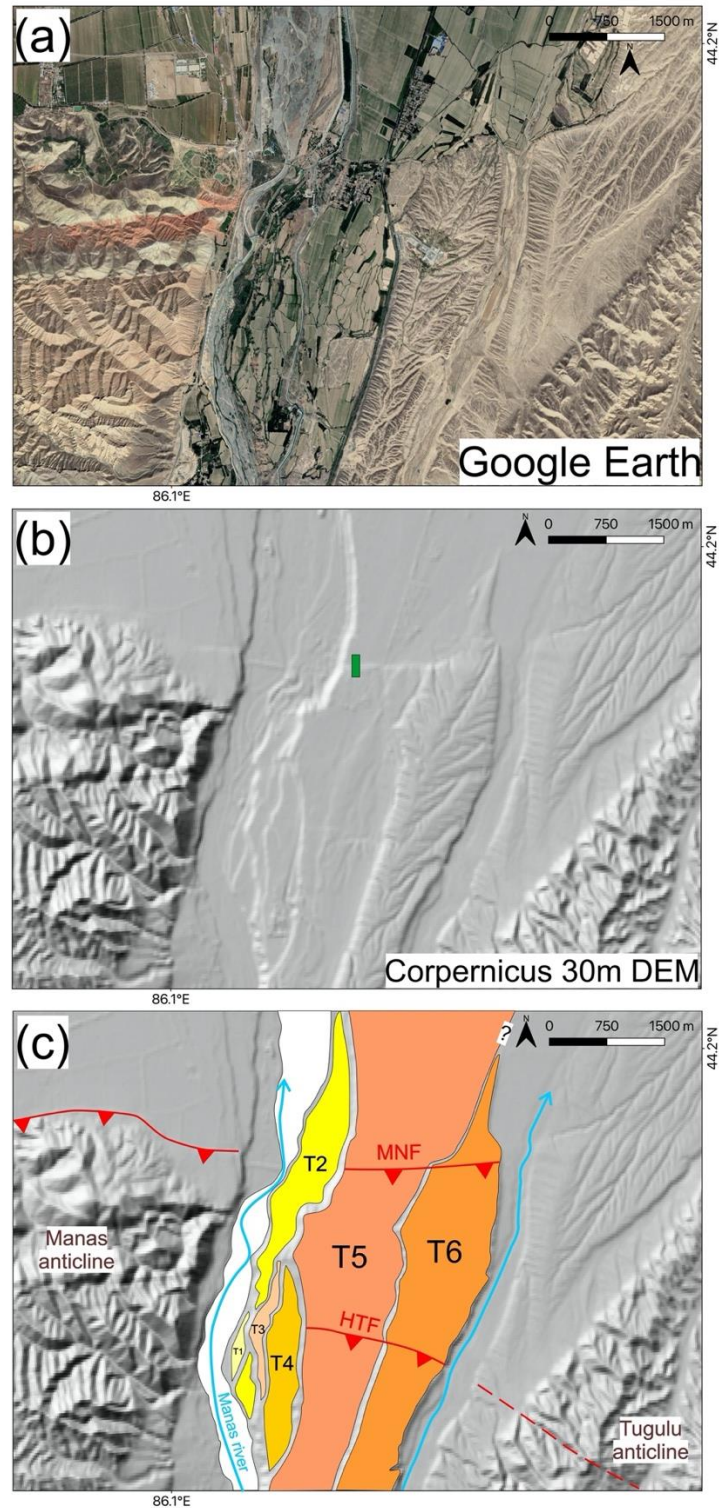 (a)
0 750 1500 m
N
44.2°N
Google Earth
86.1°E
(b)
N
0 750 1500 m
44.2°N
Corpernicus 30m DEM
86.1°E
(c)
?
N
0 750 1500 m
44.2°N
MNF
T2
Manas
anticline
T5
T6
T3
HTF
T1
T4
Manas river
Tugulu
anticline
86.1°E